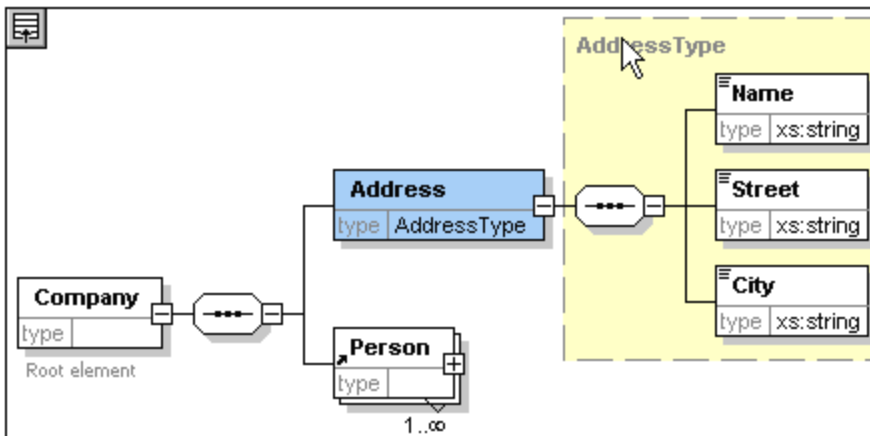 AddressType
Name
type xs:string
Address
type AddressType
Street
type xs:string
City
type xs:string
Company
type
Root element
Person
type
1..∞